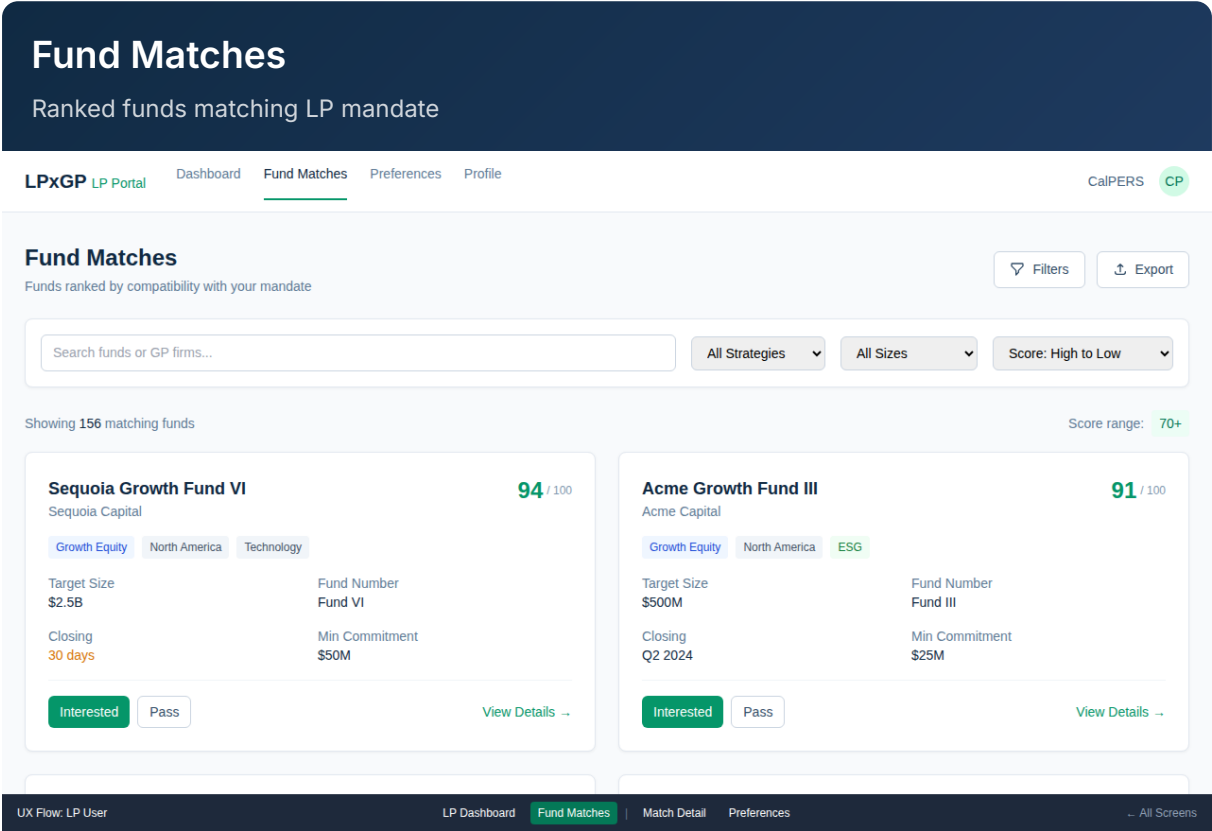 Fund Matches
Ranked funds matching LP mandate
LPxGP LP Portal
Dashboard Fund Matches Preferences Profile
CalPERS CP
Fund Matches
Funds ranked by compatibility with your mandate
Filters Export
Search funds or GP firms...
All Strategies All Sizes Score: High to Low
Showing 156 matching funds
Score range: 70+
Sequoia Growth Fund VI 94 / 100
Sequoia Capital
Growth Equity North America Technology
Target Size Fund Number
$2.5B Fund VI
Closing Min Commitment
30 days $50M
Interested Pass View Details →
Acme Growth Fund III 91 / 100
Acme Capital
Growth Equity North America ESG
Target Size Fund Number
$500M Fund III
Closing Min Commitment
Q2 2024 $25M
Interested Pass View Details →
UX Flow: LP User
LP Dashboard Fund Matches | Match Detail Preferences
← All Screens